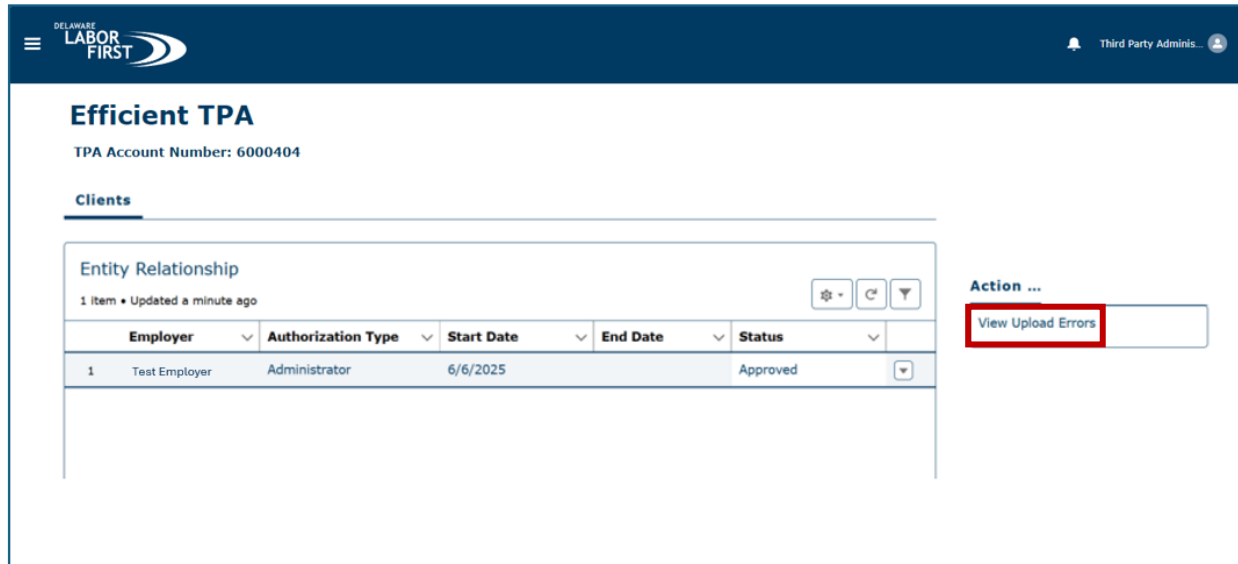 DELAWARE
LABOR
FIRST
Third Party Adminis...
Efficient TPA
TPA Account Number: 6000404
Clients
Entity Relationship
1 item • Updated a minute ago
Employer Authorization Type Start Date End Date Status
1 Test Employer Administrator 6/6/2025 Approved
Action ...
View Upload Errors